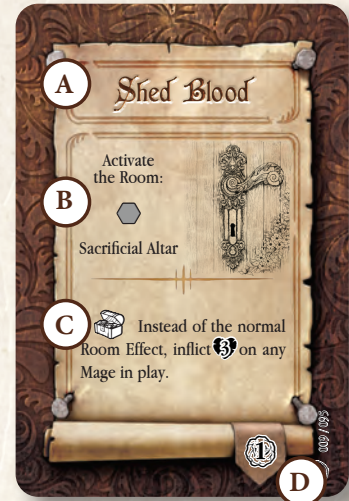 A
Shed Blood
Activate
the Room:
B
Sacrificial Altar
C
Instead of the normal
Room Effect, inflict 3 on any
Mage in play.
1
009/095
D